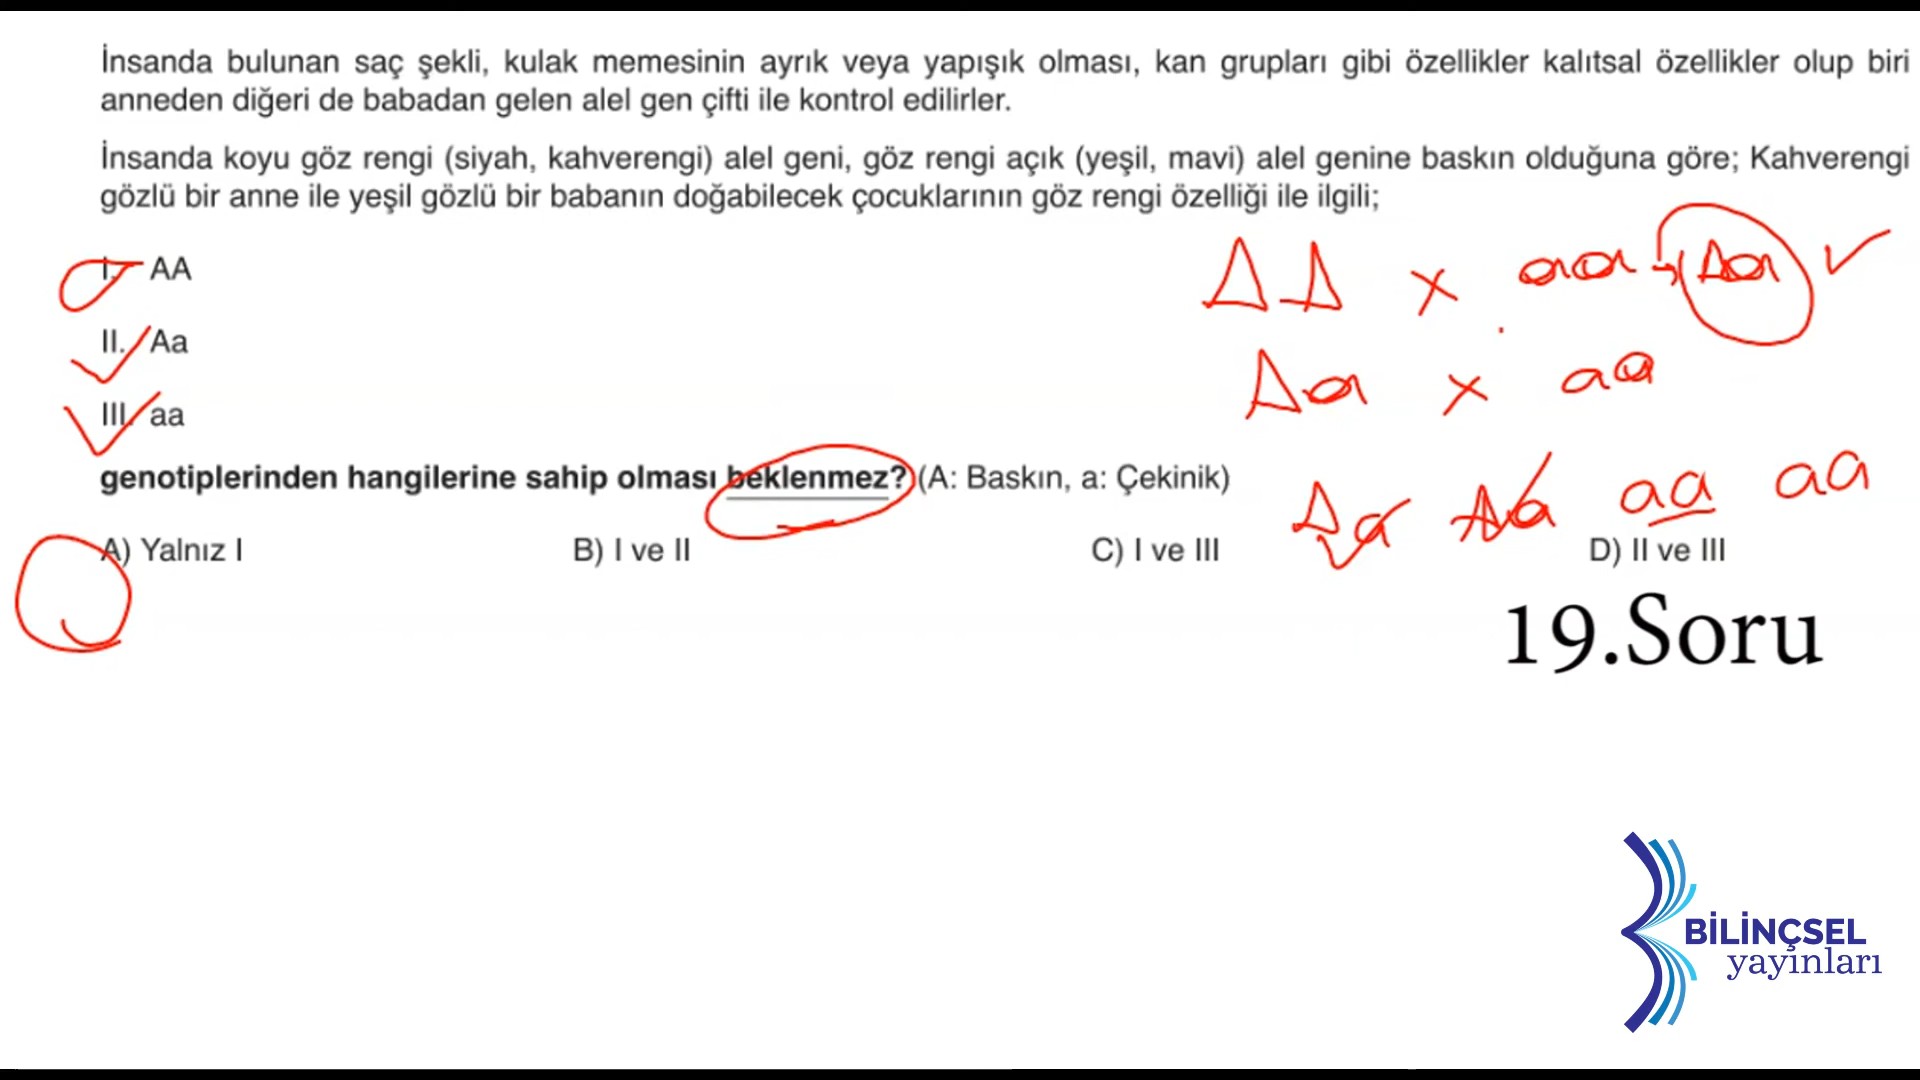 İnsanda bulunan saç şekli, kulak memesinin ayrık veya yapışık olması, kan grupları gibi özellikler kalıtsal özellikler olup biri
anneden diğeri de babadan gelen alel gen çifti ile kontrol edilirler.
İnsanda koyu göz rengi (siyah, kahverengi) alel geni, göz rengi açık (yeşil, mavi) alel genine baskın olduğuna göre; Kahverengi
gözlü bir anne ile yeşil gözlü bir babanın doğabilecek çocuklarının göz rengi özelliği ile ilgili;
I. AA
AA x aa → Aa
II. Aa
Aa x aa
III. aa
genotiplerinden hangilerine sahip olması beklenmez? (A: Baskın, a: Çekinik)
Aa Aa aa aa
A) Yalnız I B) I ve II C) I ve III D) II ve III
19.Soru
BİLİNÇSEL
yayınları